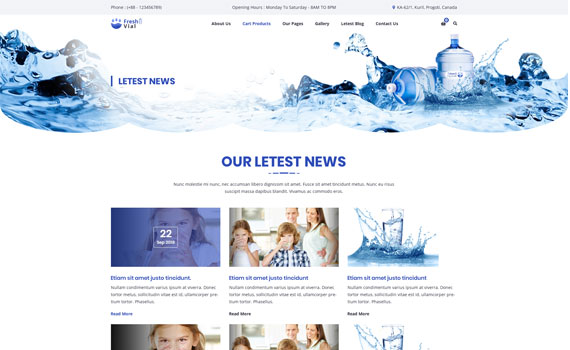 Phone : (+88 - 123456789)
Opening Hours : Monday To Saturday - 8AM TO 8PM
KA-62/1, Kuril, Progoti, Canada
Fresh
Vial
About Us
Cart Products
Our Pages
Gallery
Letest Blog
Contact Us
LETEST NEWS
OUR LETEST NEWS
Nunc molestie mi nunc, nec accumsan libero dignissim sit amet. Fusce sit amet tincidunt metus. Nunc eu risus
suscipit massa dapibus blandit. Vivamus ac commodo eros.
22
Sep 2018
Etiam sit amet justo tincidunt.
Nullam condimentum varius ipsum at viverra. Donec
tortor metus, sollicitudin vitae est id, ullamcorper pre-
tium tortor. Phasellus.
Read More
Etiam sit amet justo tincidunt
Nullam condimentum varius ipsum at viverra. Donec
tortor metus, sollicitudin vitae est id, ullamcorper pre-
tium tortor. Phasellus.
Read More
Etiam sit amet justo tincidunt
Nullam condimentum varius ipsum at viverra. Donec
tortor metus, sollicitudin vitae est id, ullamcorper pre-
tium tortor. Phasellus.
Read More